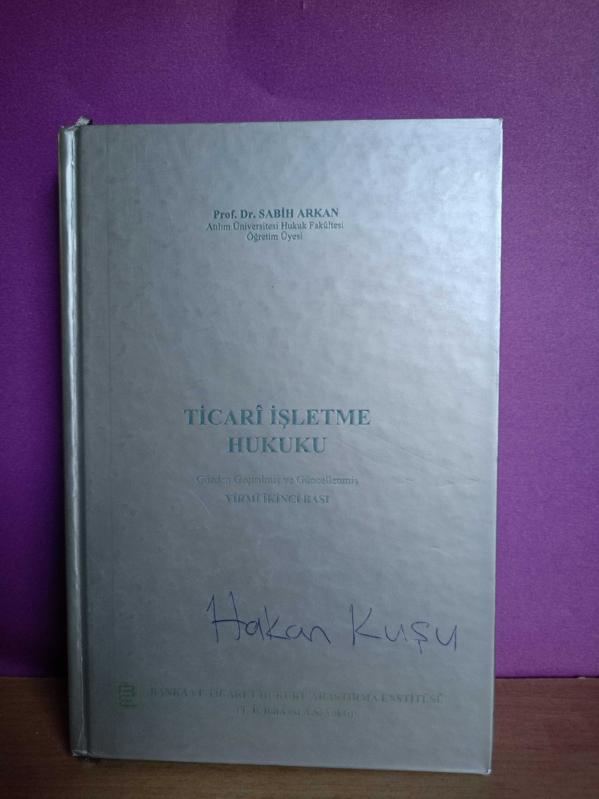 Prof. Dr. SABİH ARKAN
Atılım Üniversitesi Hukuk Fakültesi
Öğretim Üyesi
TİCARÎ İŞLETME
HUKUKU
Gözden Geçirilmiş ve Güncellenmiş
YİRMİ İKİNCİ BASI
Hakan Kuşu
BANKA VE TİCARET HUKUKU ARAŞTIRMA ENSTİTÜSÜ